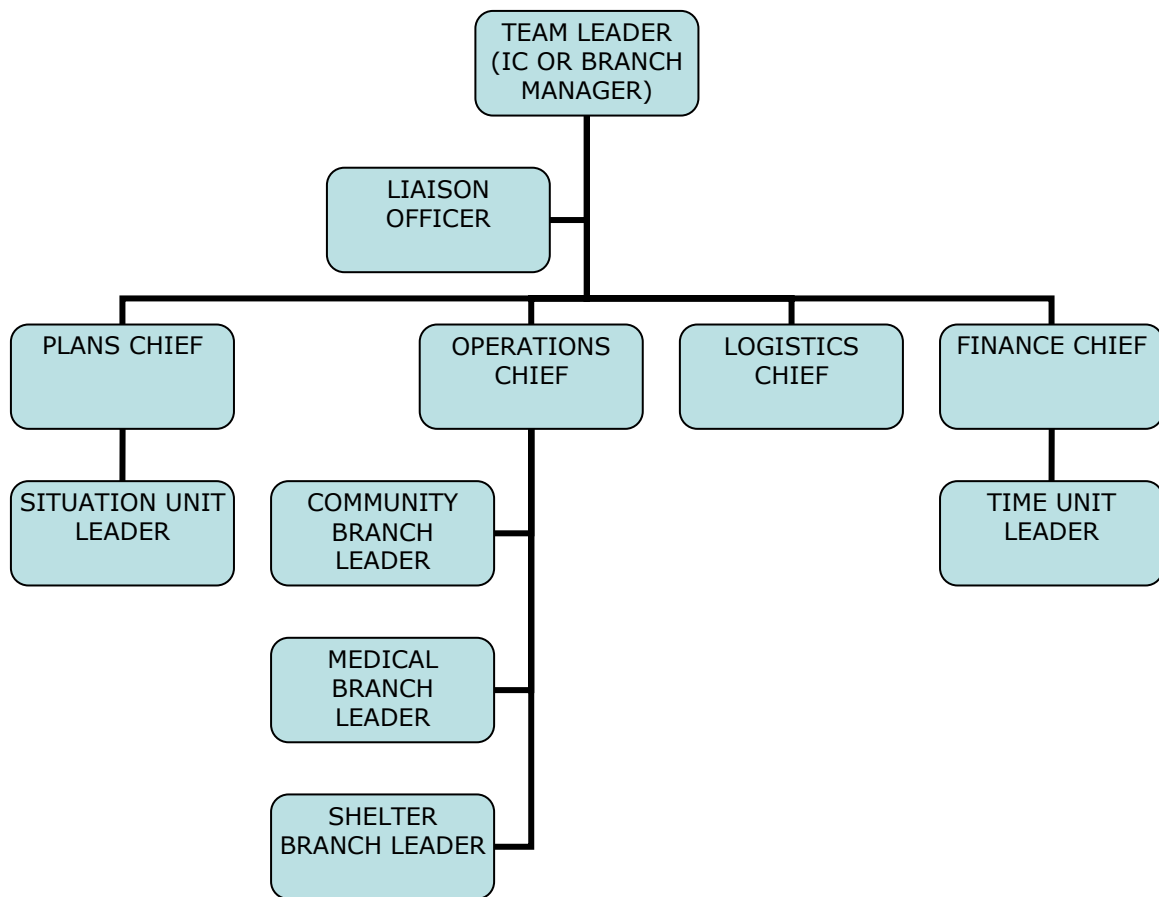 TEAM LEADER
(IC OR BRANCH
MANAGER)
LIAISON
OFFICER
PLANS CHIEF
OPERATIONS
CHIEF
LOGISTICS
CHIEF
FINANCE CHIEF
SITUATION UNIT
LEADER
COMMUNITY
BRANCH
LEADER
TIME UNIT
LEADER
MEDICAL
BRANCH
LEADER
SHELTER
BRANCH LEADER